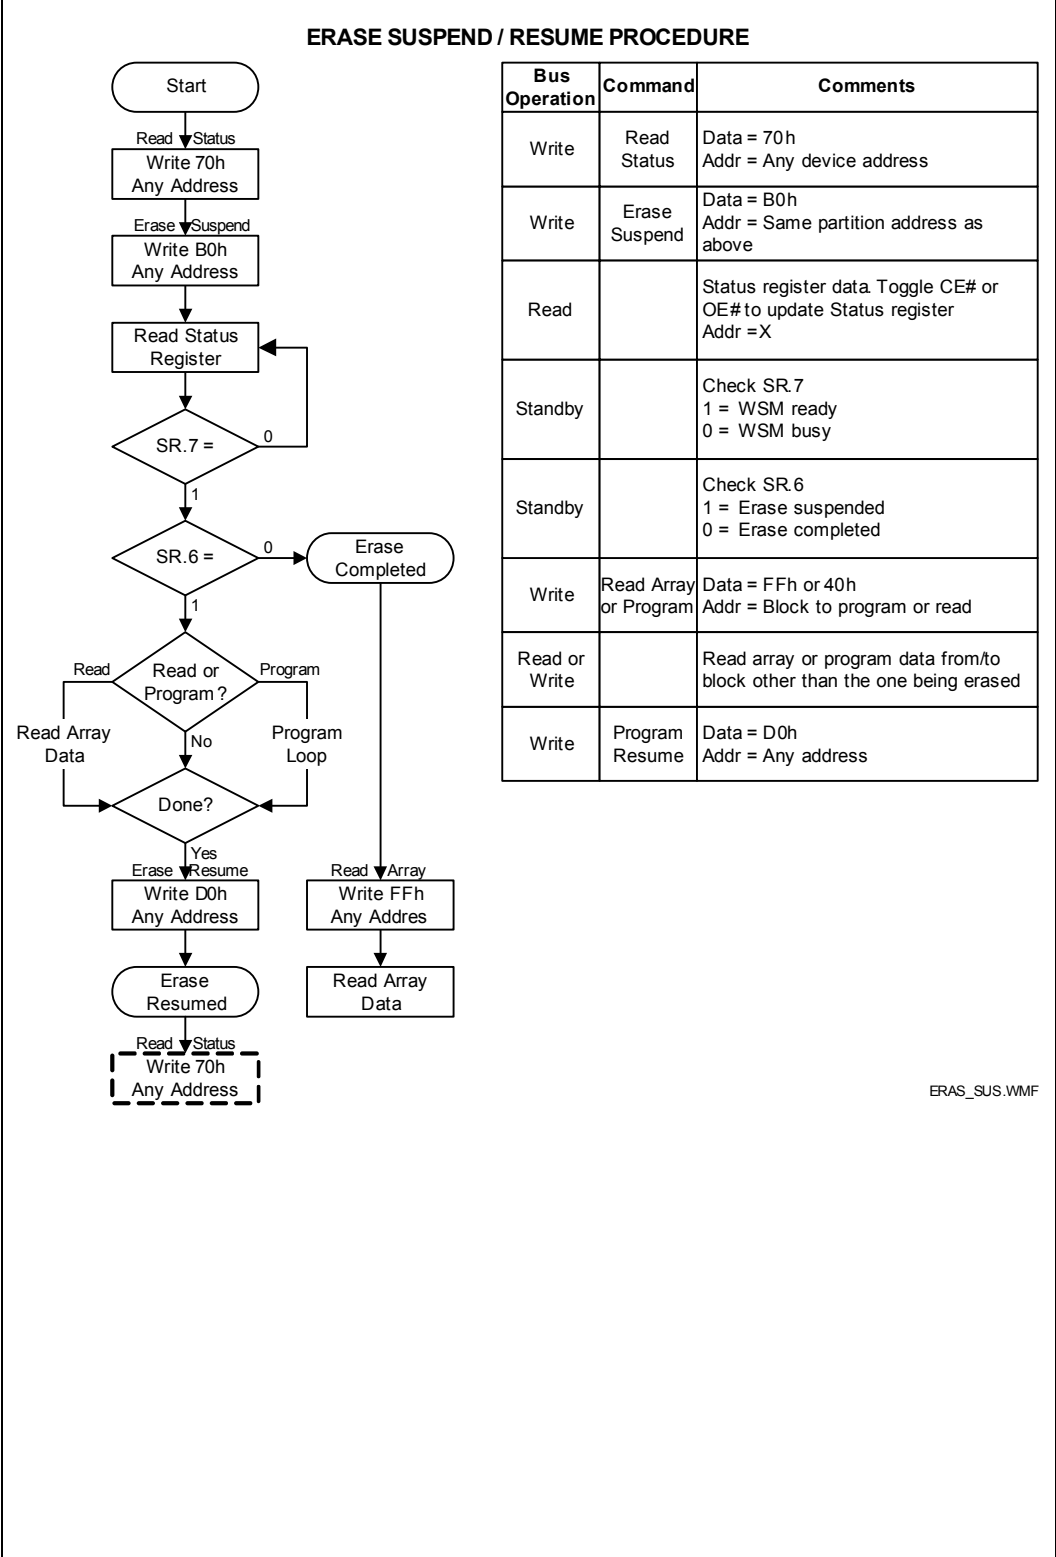 ERASE SUSPEND / RESUME PROCEDURE
Start
Read Status
Write 70h
Any Address
Erase Suspend
Write B0h
Any Address
Read Status
Register
SR.7 =
0
1
SR.6 =
0
Erase
Completed
1
Read or
Program?
Read
Program
Read Array
Data
No
Program
Loop
Done?
Yes
Erase Resume
Write D0h
Any Address
Read Array
Write FFh
Any Addres
Erase
Resumed
Read Array
Data
Read Status
Write 70h
Any Address
Bus
Operation
Command
Comments
Write
Read
Status
Data = 70h
Addr = Any device address
Write
Erase
Suspend
Data = B0h
Addr = Same partition address as
above
Read
Status register data. Toggle CE# or
OE# to update Status register
Addr = X
Standby
Check SR.7
1 = WSM ready
0 = WSM busy
Standby
Check SR.6
1 = Erase suspended
0 = Erase completed
Write
Read Array
or Program
Data = FFh or 40h
Addr = Block to program or read
Read or
Write
Read array or program data from/to
block other than the one being erased
Write
Program
Resume
Data = D0h
Addr = Any address
ERAS_SUS.WMF